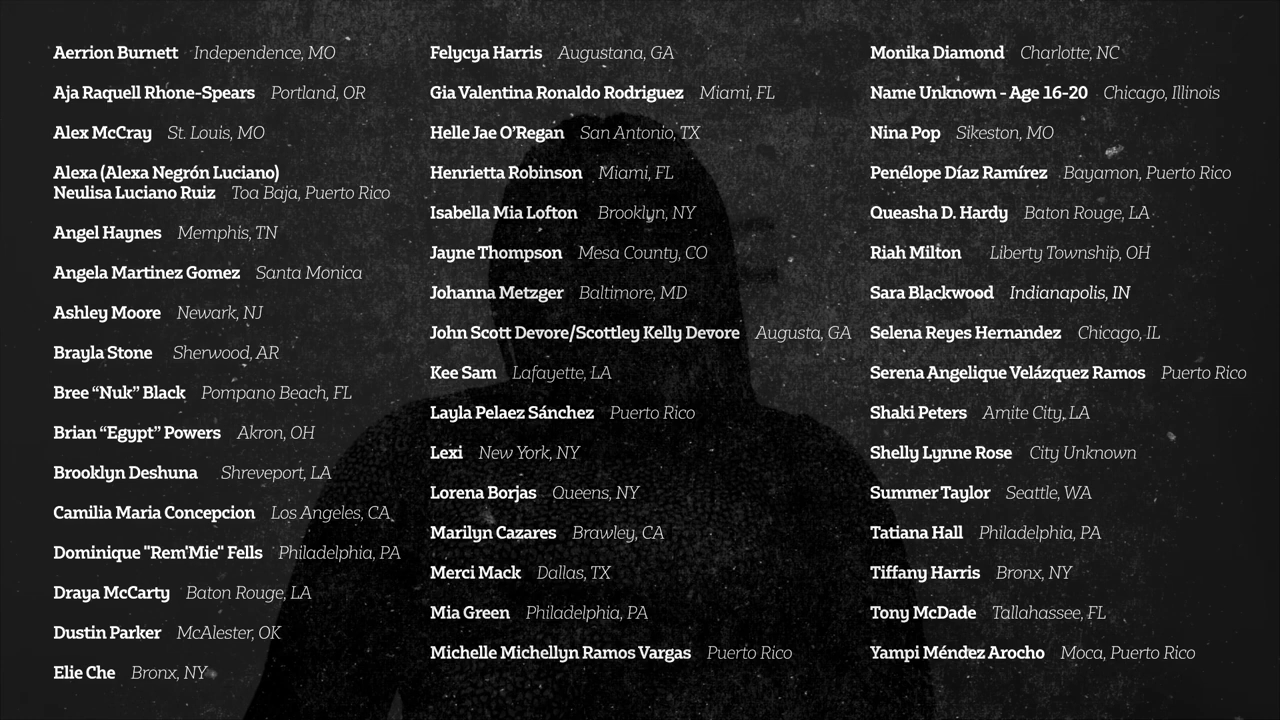 Aerrion Burnett Independence, MO
Aja Raquell Rhone-Spears Portland, OR
Alex McCray St. Louis, MO
Alexa (Alexa Negrón Luciano)
Neulisa Luciano Ruiz Toa Baja, Puerto Rico
Angel Haynes Memphis, TN
Angela Martinez Gomez Santa Monica
Ashley Moore Newark, NJ
Brayla Stone Sherwood, AR
Bree “Nuk” Black Pompano Beach, FL
Brian “Egypt” Powers Akron, OH
Brooklyn Deshuna Shreveport, LA
Camilia Maria Concepcion Los Angeles, CA
Dominique "Rem'Mie" Fells Philadelphia, PA
Draya McCarty Baton Rouge, LA
Dustin Parker McAlester, OK
Elie Che Bronx, NY
Felycya Harris Augustana, GA
Gia Valentina Ronaldo Rodriguez Miami, FL
Helle Jae O’Regan San Antonio, TX
Henrietta Robinson Miami, FL
Isabella Mia Lofton Brooklyn, NY
Jayne Thompson Mesa County, CO
Johanna Metzger Baltimore, MD
John Scott Devore/Scottley Kelly Devore Augusta, GA
Kee Sam Lafayette, LA
Layla Pelaez Sánchez Puerto Rico
Lexi New York, NY
Lorena Borjas Queens, NY
Marilyn Cazares Brawley, CA
Merci Mack Dallas, TX
Mia Green Philadelphia, PA
Michelle Michellyn Ramos Vargas Puerto Rico
Monika Diamond Charlotte, NC
Name Unknown - Age 16-20 Chicago, Illinois
Nina Pop Sikeston, MO
Penélope Díaz Ramírez Bayamon, Puerto Rico
Queasha D. Hardy Baton Rouge, LA
Riah Milton Liberty Township, OH
Sara Blackwood Indianapolis, IN
Selena Reyes Hernandez Chicago, IL
Serena Angelique Velázquez Ramos Puerto Rico
Shaki Peters Amite City, LA
Shelly Lynne Rose City Unknown
Summer Taylor Seattle, WA
Tatiana Hall Philadelphia, PA
Tiffany Harris Bronx, NY
Tony McDade Tallahassee, FL
Yampi Méndez Arocho Moca, Puerto Rico